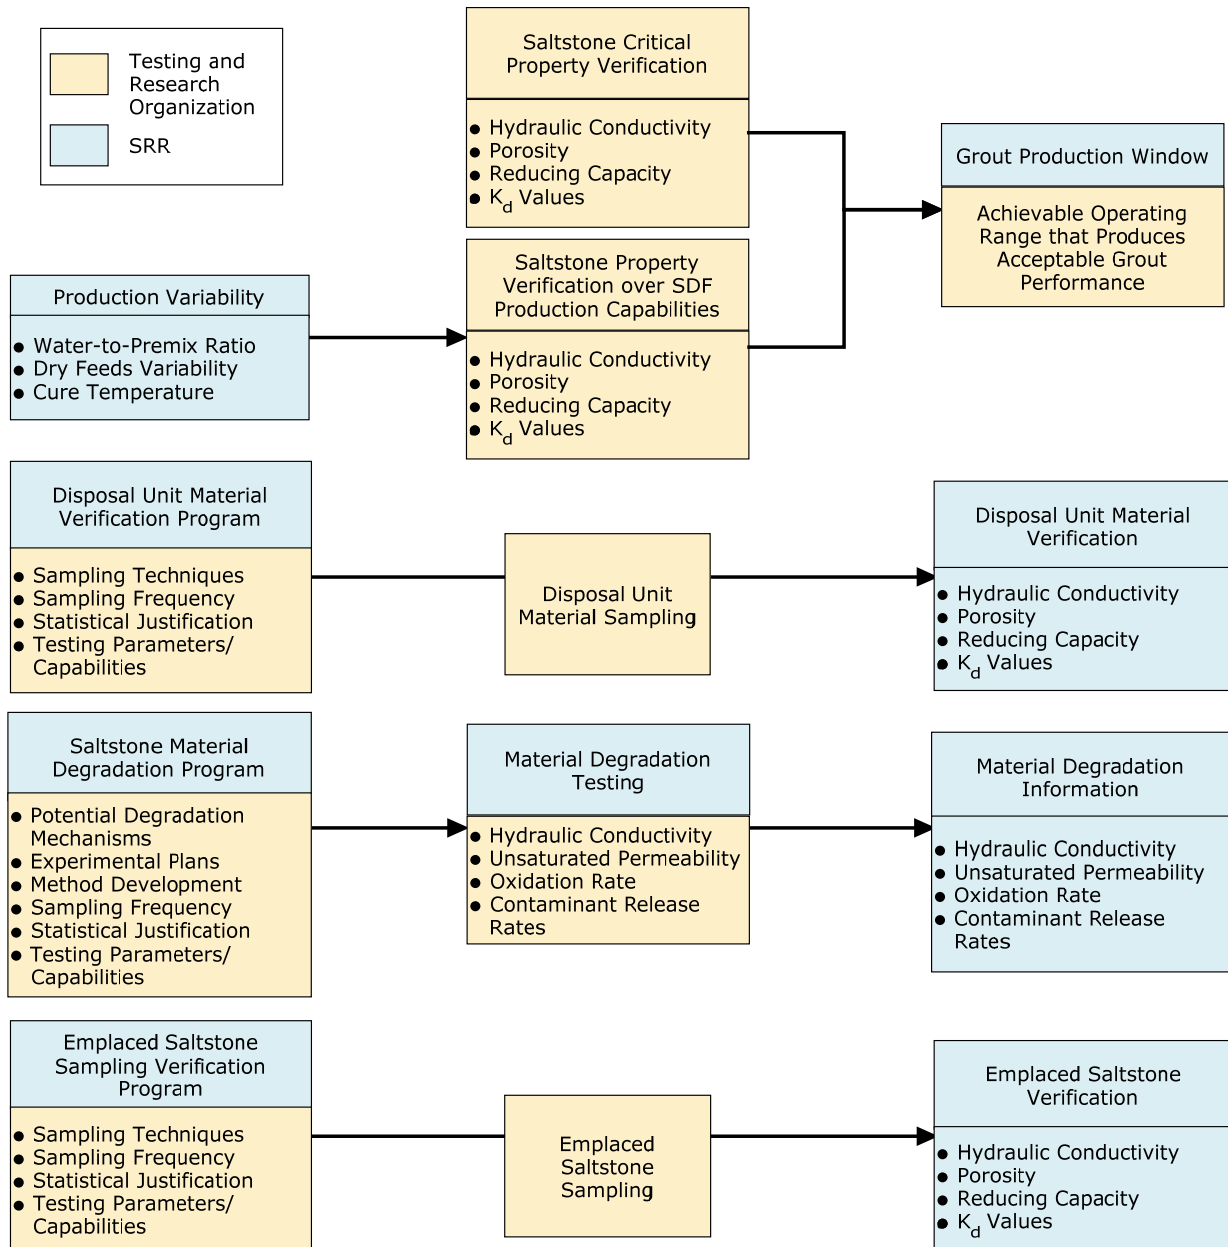 Testing and
Research
Organization
SRR
Saltstone Critical
Property Verification
● Hydraulic Conductivity
● Porosity
● Reducing Capacity
● Kd Values
Grout Production Window
Achievable Operating
Range that Produces
Acceptable Grout
Performance
Production Variability
● Water-to-Premix Ratio
● Dry Feeds Variability
● Cure Temperature
Saltstone Property
Verification over SDF
Production Capabilities
● Hydraulic Conductivity
● Porosity
● Reducing Capacity
● Kd Values
Disposal Unit Material
Verification Program
● Sampling Techniques
● Sampling Frequency
● Statistical Justification
● Testing Parameters/
Capabilities
Disposal Unit
Material Sampling
Disposal Unit Material
Verification
● Hydraulic Conductivity
● Porosity
● Reducing Capacity
● Kd Values
Saltstone Material
Degradation Program
● Potential Degradation
Mechanisms
● Experimental Plans
● Method Development
● Sampling Frequency
● Statistical Justification
● Testing Parameters/
Capabilities
Material Degradation
Testing
● Hydraulic Conductivity
● Unsaturated Permeability
● Oxidation Rate
● Contaminant Release
Rates
Material Degradation
Information
● Hydraulic Conductivity
● Unsaturated Permeability
● Oxidation Rate
● Contaminant Release
Rates
Emplaced Saltstone
Sampling Verification
Program
● Sampling Techniques
● Sampling Frequency
● Statistical Justification
● Testing Parameters/
Capabilities
Emplaced
Saltstone
Sampling
Emplaced Saltstone
Verification
● Hydraulic Conductivity
● Porosity
● Reducing Capacity
● Kd Values